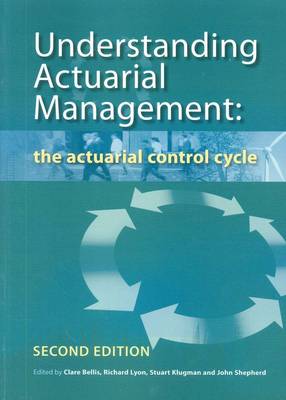 Understanding
Actuarial
Management:
the actuarial control cycle
SECOND EDITION
Edited by Clare Bellis, Richard Lyon, Stuart Klugman and John Shepherd